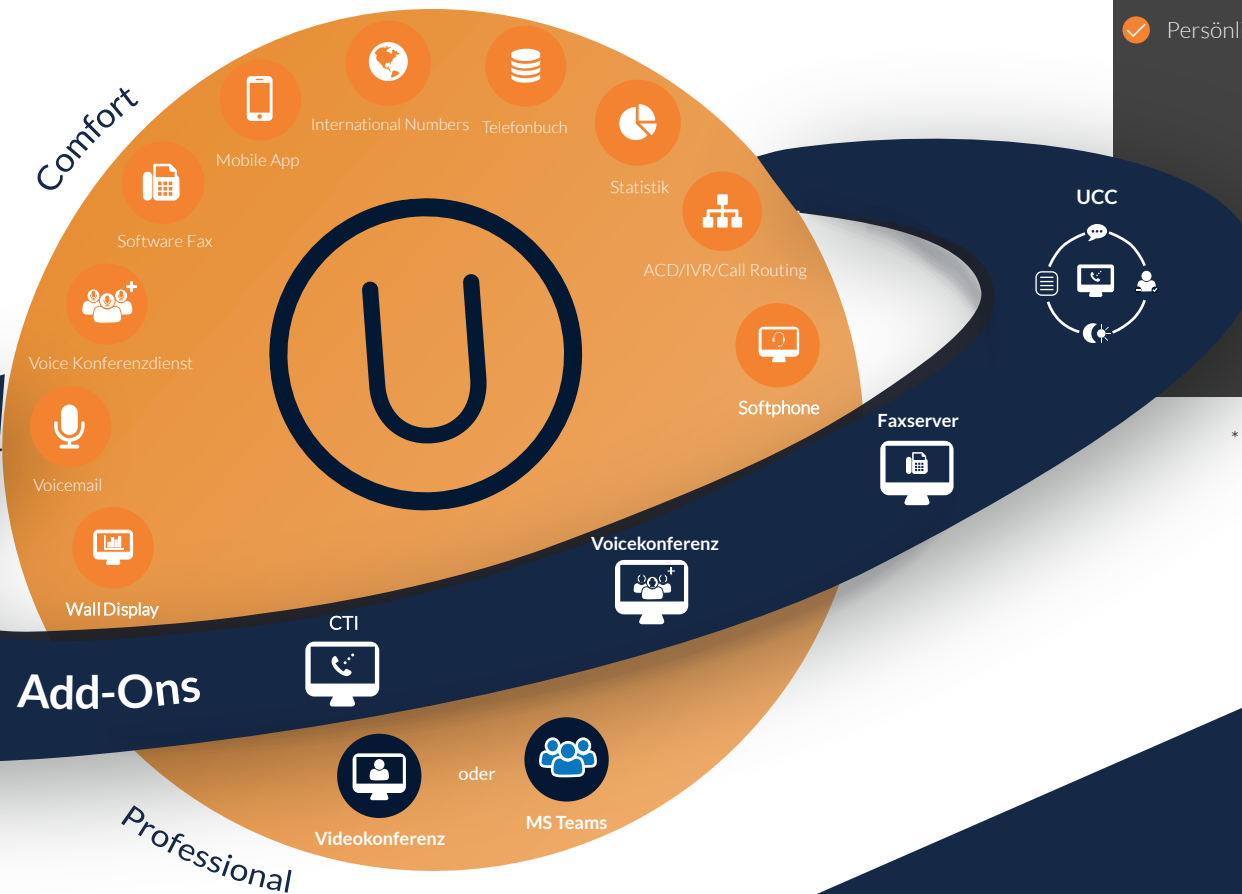 Persönl
Comfort
International Numbers
Telefonbuch
Mobile App
Statistik
UCC
Software Fax
ACD/IVR/Call Routing
U
Voice Konferenzdienst
Softphone
Faxserver
*
Voicemail
Voicekonferenz
Wall Display
CTI
Add-Ons
oder
MS Teams
Videokonferenz
Professional